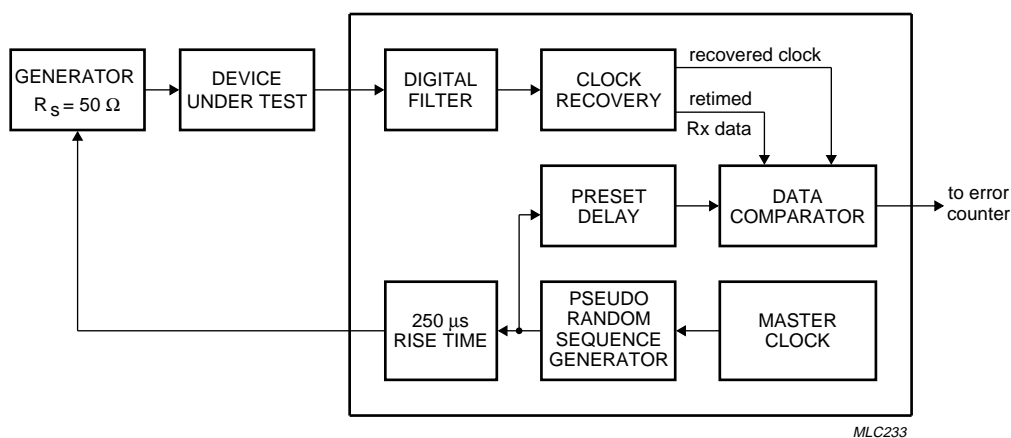 GENERATOR
RS = 50 Ω
DEVICE
UNDER TEST
DIGITAL
FILTER
CLOCK
RECOVERY
recovered clock
retimed
Rx data
PRESET
DELAY
DATA
COMPARATOR
to error
counter
250 µs
RISE TIME
PSEUDO
RANDOM
SEQUENCE
GENERATOR
MASTER
CLOCK
MLC233